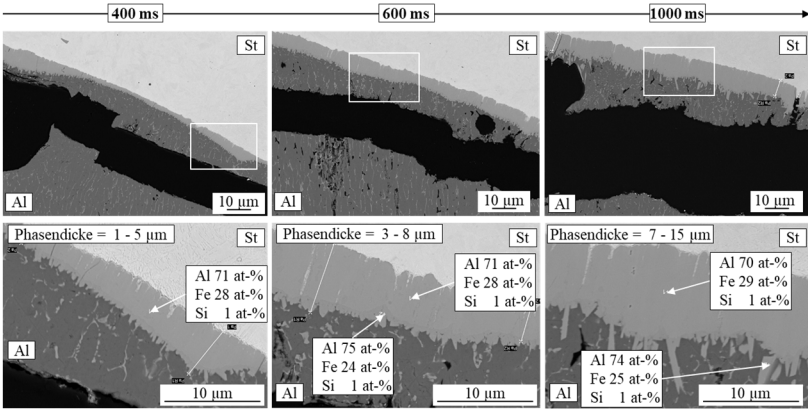 400 ms
600 ms
1000 ms
St
St
St
Al
10 µm
Al
10 µm
Al
10 µm
Phasendicke = 1 - 5 µm
St
Phasendicke = 3 - 8 µm
St
Phasendicke = 7 - 15 µm
St
Al 71 at-%
Fe 28 at-%
Si 1 at-%
Al 71 at-%
Fe 28 at-%
Si 1 at-%
Al 70 at-%
Fe 29 at-%
Si 1 at-%
Al
Al 75 at-%
Fe 24 at-%
Si 1 at-%
Al 74 at-%
Fe 25 at-%
Si 1 at-%
10 µm
Al
10 µm
Al
10 µm